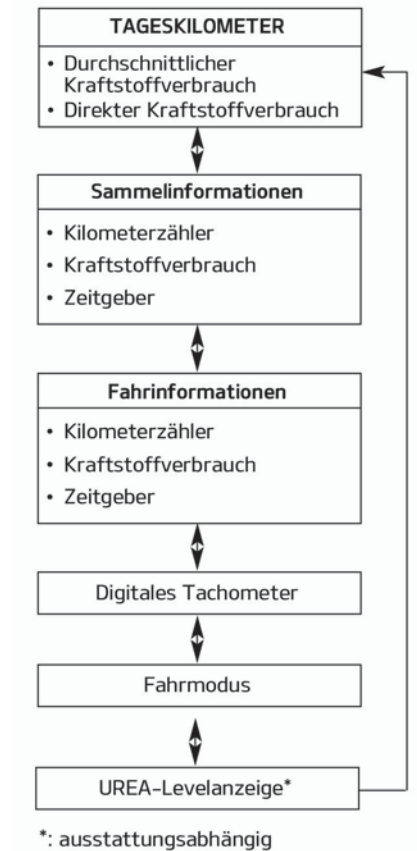 TAGESKILOMETER
• Durchschnittlicher
Kraftstoffverbrauch
• Direkter Kraftstoffverbrauch
Sammelinformationen
• Kilometerzähler
• Kraftstoffverbrauch
• Zeitgeber
Fahrinformationen
• Kilometerzähler
• Kraftstoffverbrauch
• Zeitgeber
Digitales Tachometer
Fahrmodus
UREA-Levelanzeige*
*: ausstattungsabhängig